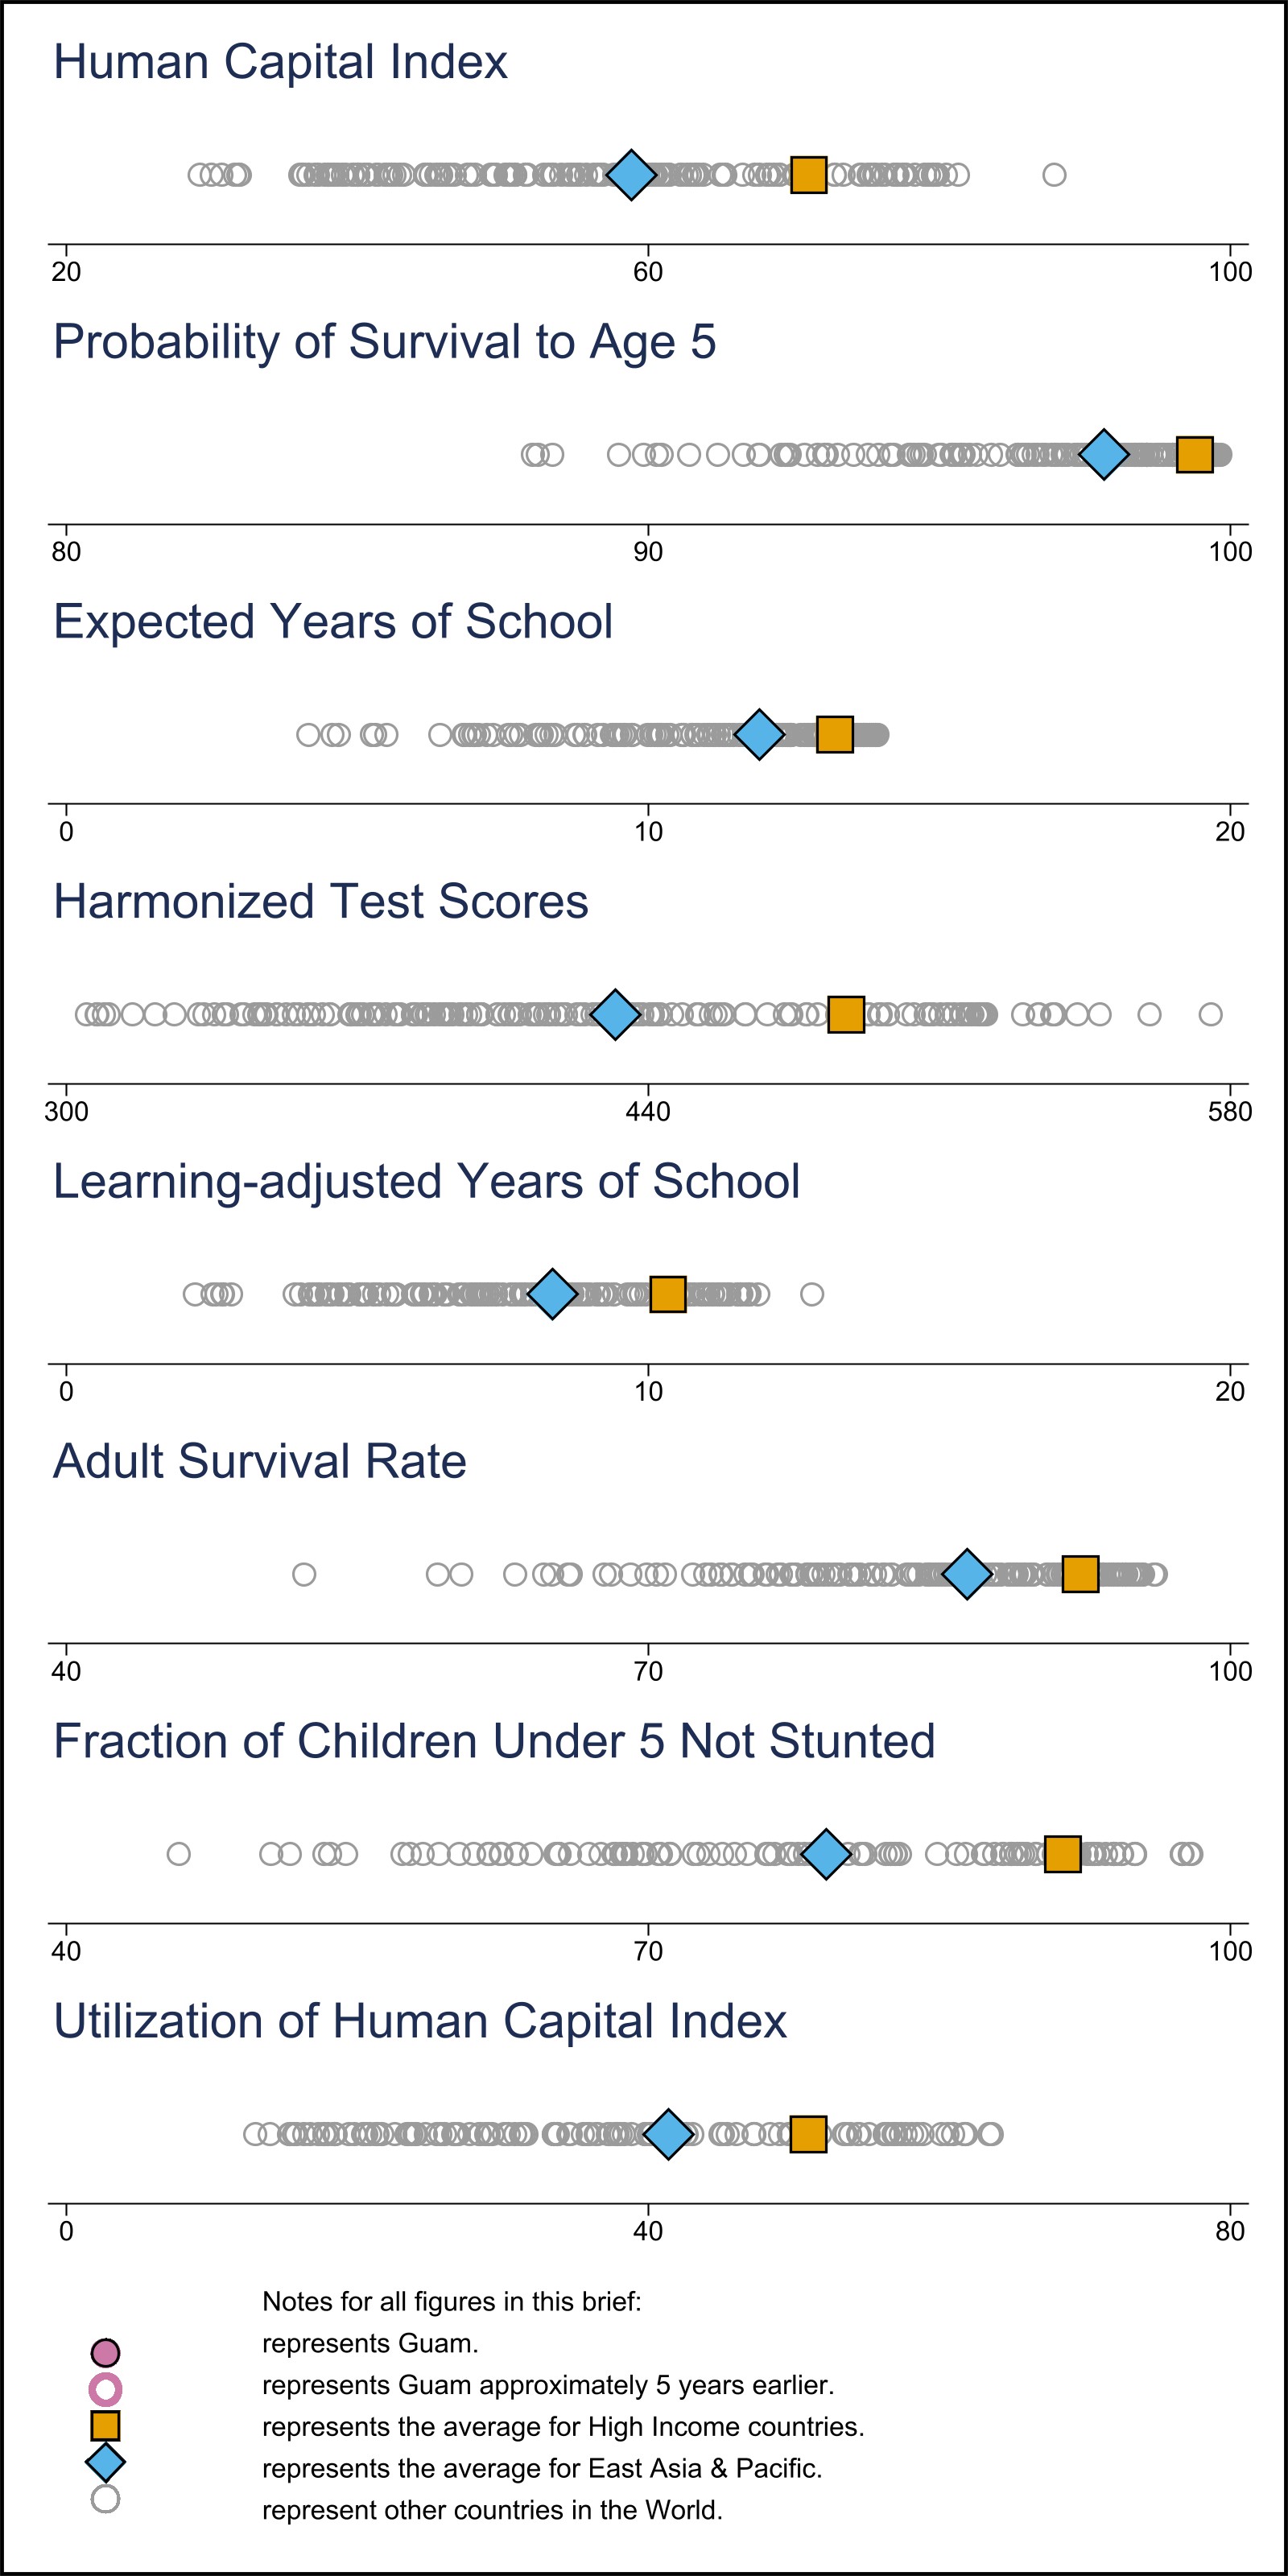 Human Capital Index
20 60 100
Probability of Survival to Age 5
80 90 100
Expected Years of School
0 10 20
Harmonized Test Scores
300 440 580
Learning-adjusted Years of School
0 10 20
Adult Survival Rate
40 70 100
Fraction of Children Under 5 Not Stunted
40 70 100
Utilization of Human Capital Index
0 40 80
Notes for all figures in this brief:
represents Guam.
represents Guam approximately 5 years earlier.
represents the average for High Income countries.
represents the average for East Asia & Pacific.
represent other countries in the World.